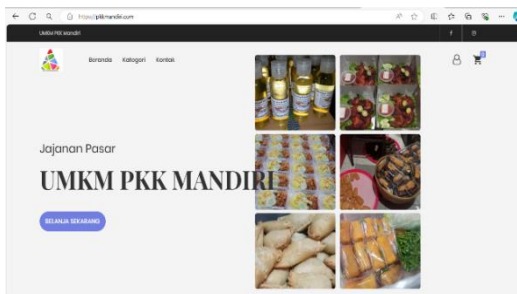 https://pkkmandiri.com
UMKM PKK Mandiri
Beranda Kategori Kontak
Jajanan Pasar
UMKM PKK MANDIRI
BELANJA SEKARANG